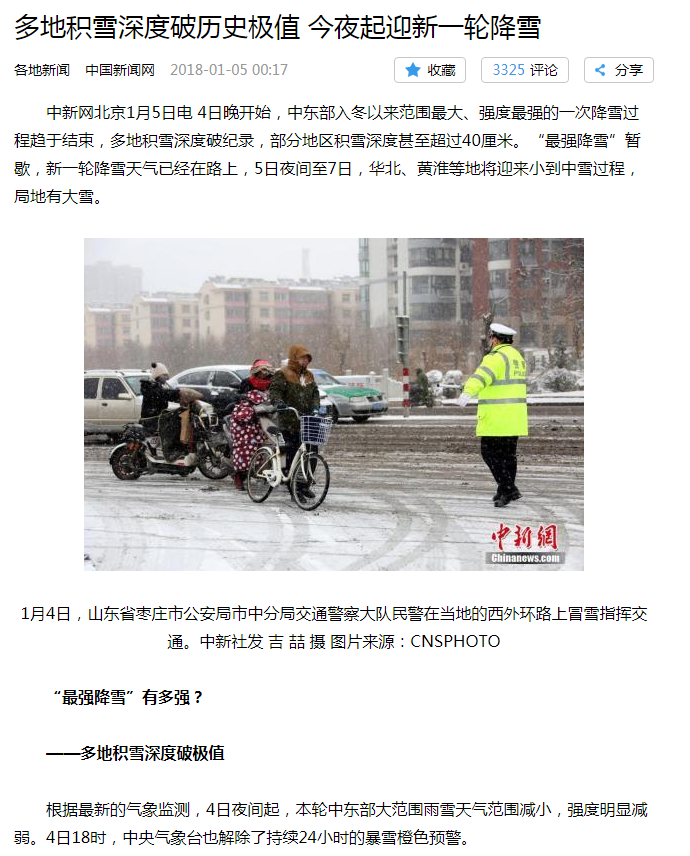 多地积雪深度破历史极值 今夜起迎新一轮降雪
各地新闻 中国新闻网 2018-01-05 00:17 收藏 3325 评论 分享
中新网北京1月5日电 4日晚开始，中东部入冬以来范围最大、强度最强的一次降雪过
程趋于结束，多地积雪深度破纪录，部分地区积雪深度甚至超过40厘米。“最强降雪”暂
歇，新一轮降雪天气已经在路上，5日夜间至7日，华北、黄淮等地将迎来小到中雪过程，
局地有大雪。
中新網
Chinanews.com
1月4日，山东省枣庄市公安局市中分局交通警察大队民警在当地的西外环路上冒雪指挥交
通。中新社发 吉 喆 摄 图片来源：CNSPHOTO
“最强降雪”有多强？
——多地积雪深度破极值
根据最新的气象监测，4日夜间起，本轮中东部大范围雨雪天气范围减小，强度明显减
弱。4日18时，中央气象台也解除了持续24小时的暴雪橙色预警。